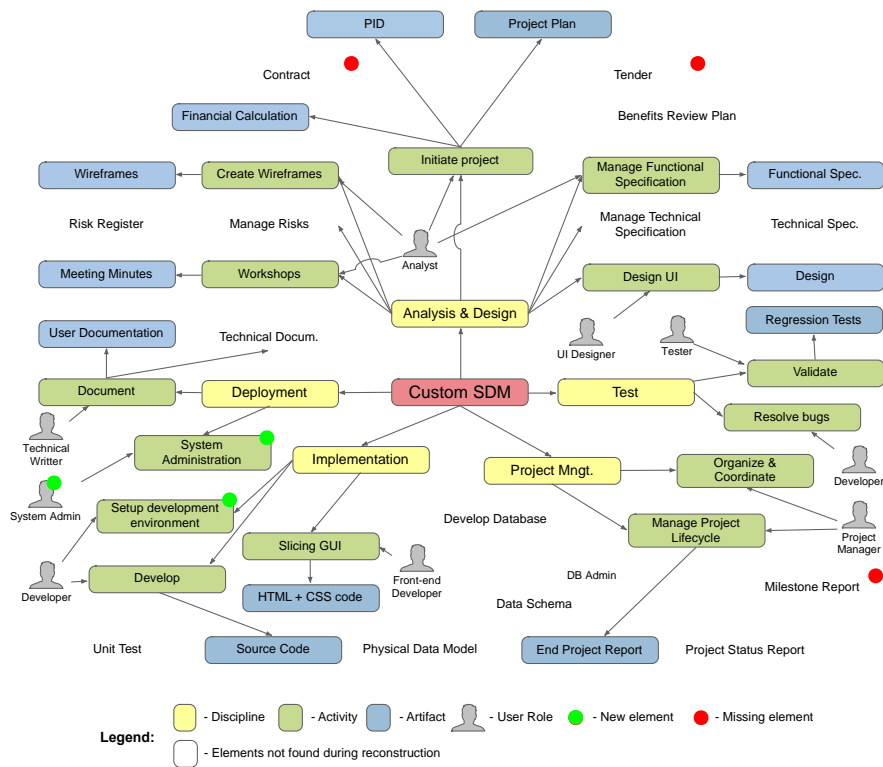 PID
Project Plan
Contract
Tender
Financial Calculation
Benefits Review Plan
Initiate project
Wireframes
Create Wireframes
Manage Functional
Specification
Functional Spec.
Risk Register
Manage Risks
Manage Technical
Specification
Technical Spec.
Analyst
Meeting Minutes
Workshops
Design UI
Design
Analysis & Design
User Documentation
Technical Docum.
UI Designer
Tester
Regression Tests
Document
Deployment
Custom SDM
Test
Validate
Resolve bugs
Technical
Writter
System
Administration
Implementation
Project Mngt.
Organize &
Coordinate
Developer
System Admin
Setup development
environment
Develop Database
Manage Project
Lifecycle
Project
Manager
Slicing GUI
Developer
Develop
Front-end
Developer
DB Admin
Milestone Report
HTML + CSS code
Data Schema
Unit Test
Source Code
Physical Data Model
End Project Report
Project Status Report
- Discipline
- Activity
- Artifact
- User Role
- New element
- Missing element
Legend:
- Elements not found during reconstruction